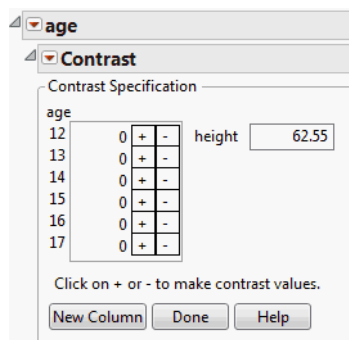 age
Contrast
Contrast Specification
age
12 0 + - height 62.55
13 0 + -
14 0 + -
15 0 + -
16 0 + -
17 0 + -
Click on + or - to make contrast values.
New Column Done Help